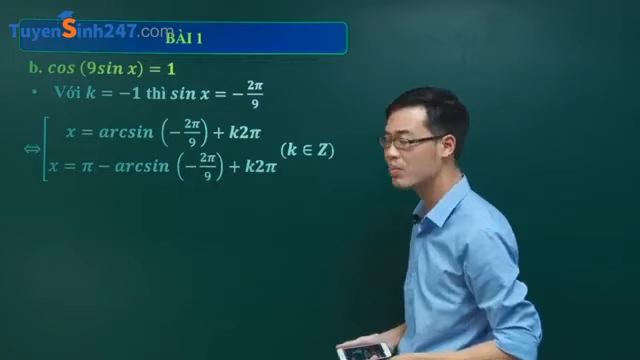 TuyenSinh247.com
BÀI 1
b. cos (9sin x) = 1
• Với k = −1 thì sin x = −2π/9
⇔ [ x = arcsin (−2π/9) + k2π
x = π − arcsin (−2π/9) + k2π (k ∈ Z)